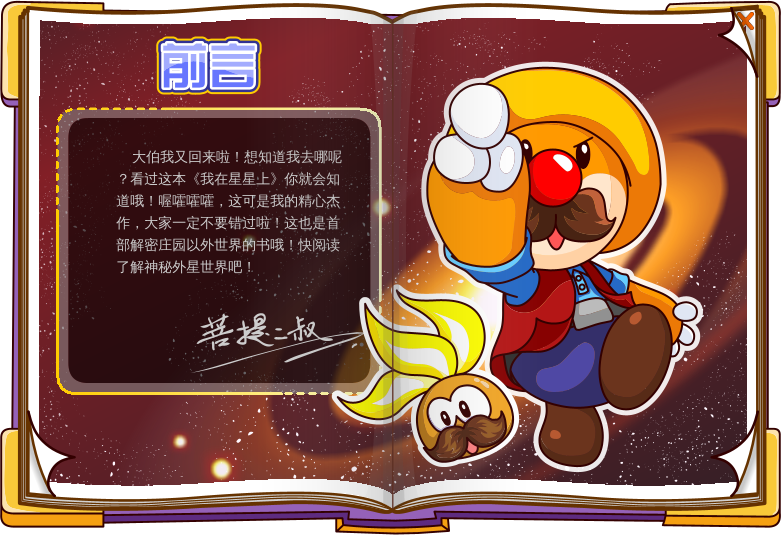 前言
大伯我又回来啦！想知道我去哪呢
？看过这本《我在星星上》你就会知
道哦！喔嚯嚯嚯，这可是我的精心杰
作，大家一定不要错过啦！这也是首
部解密庄园以外世界的书哦！快阅读
了解神秘外星世界吧！
菩提二叔